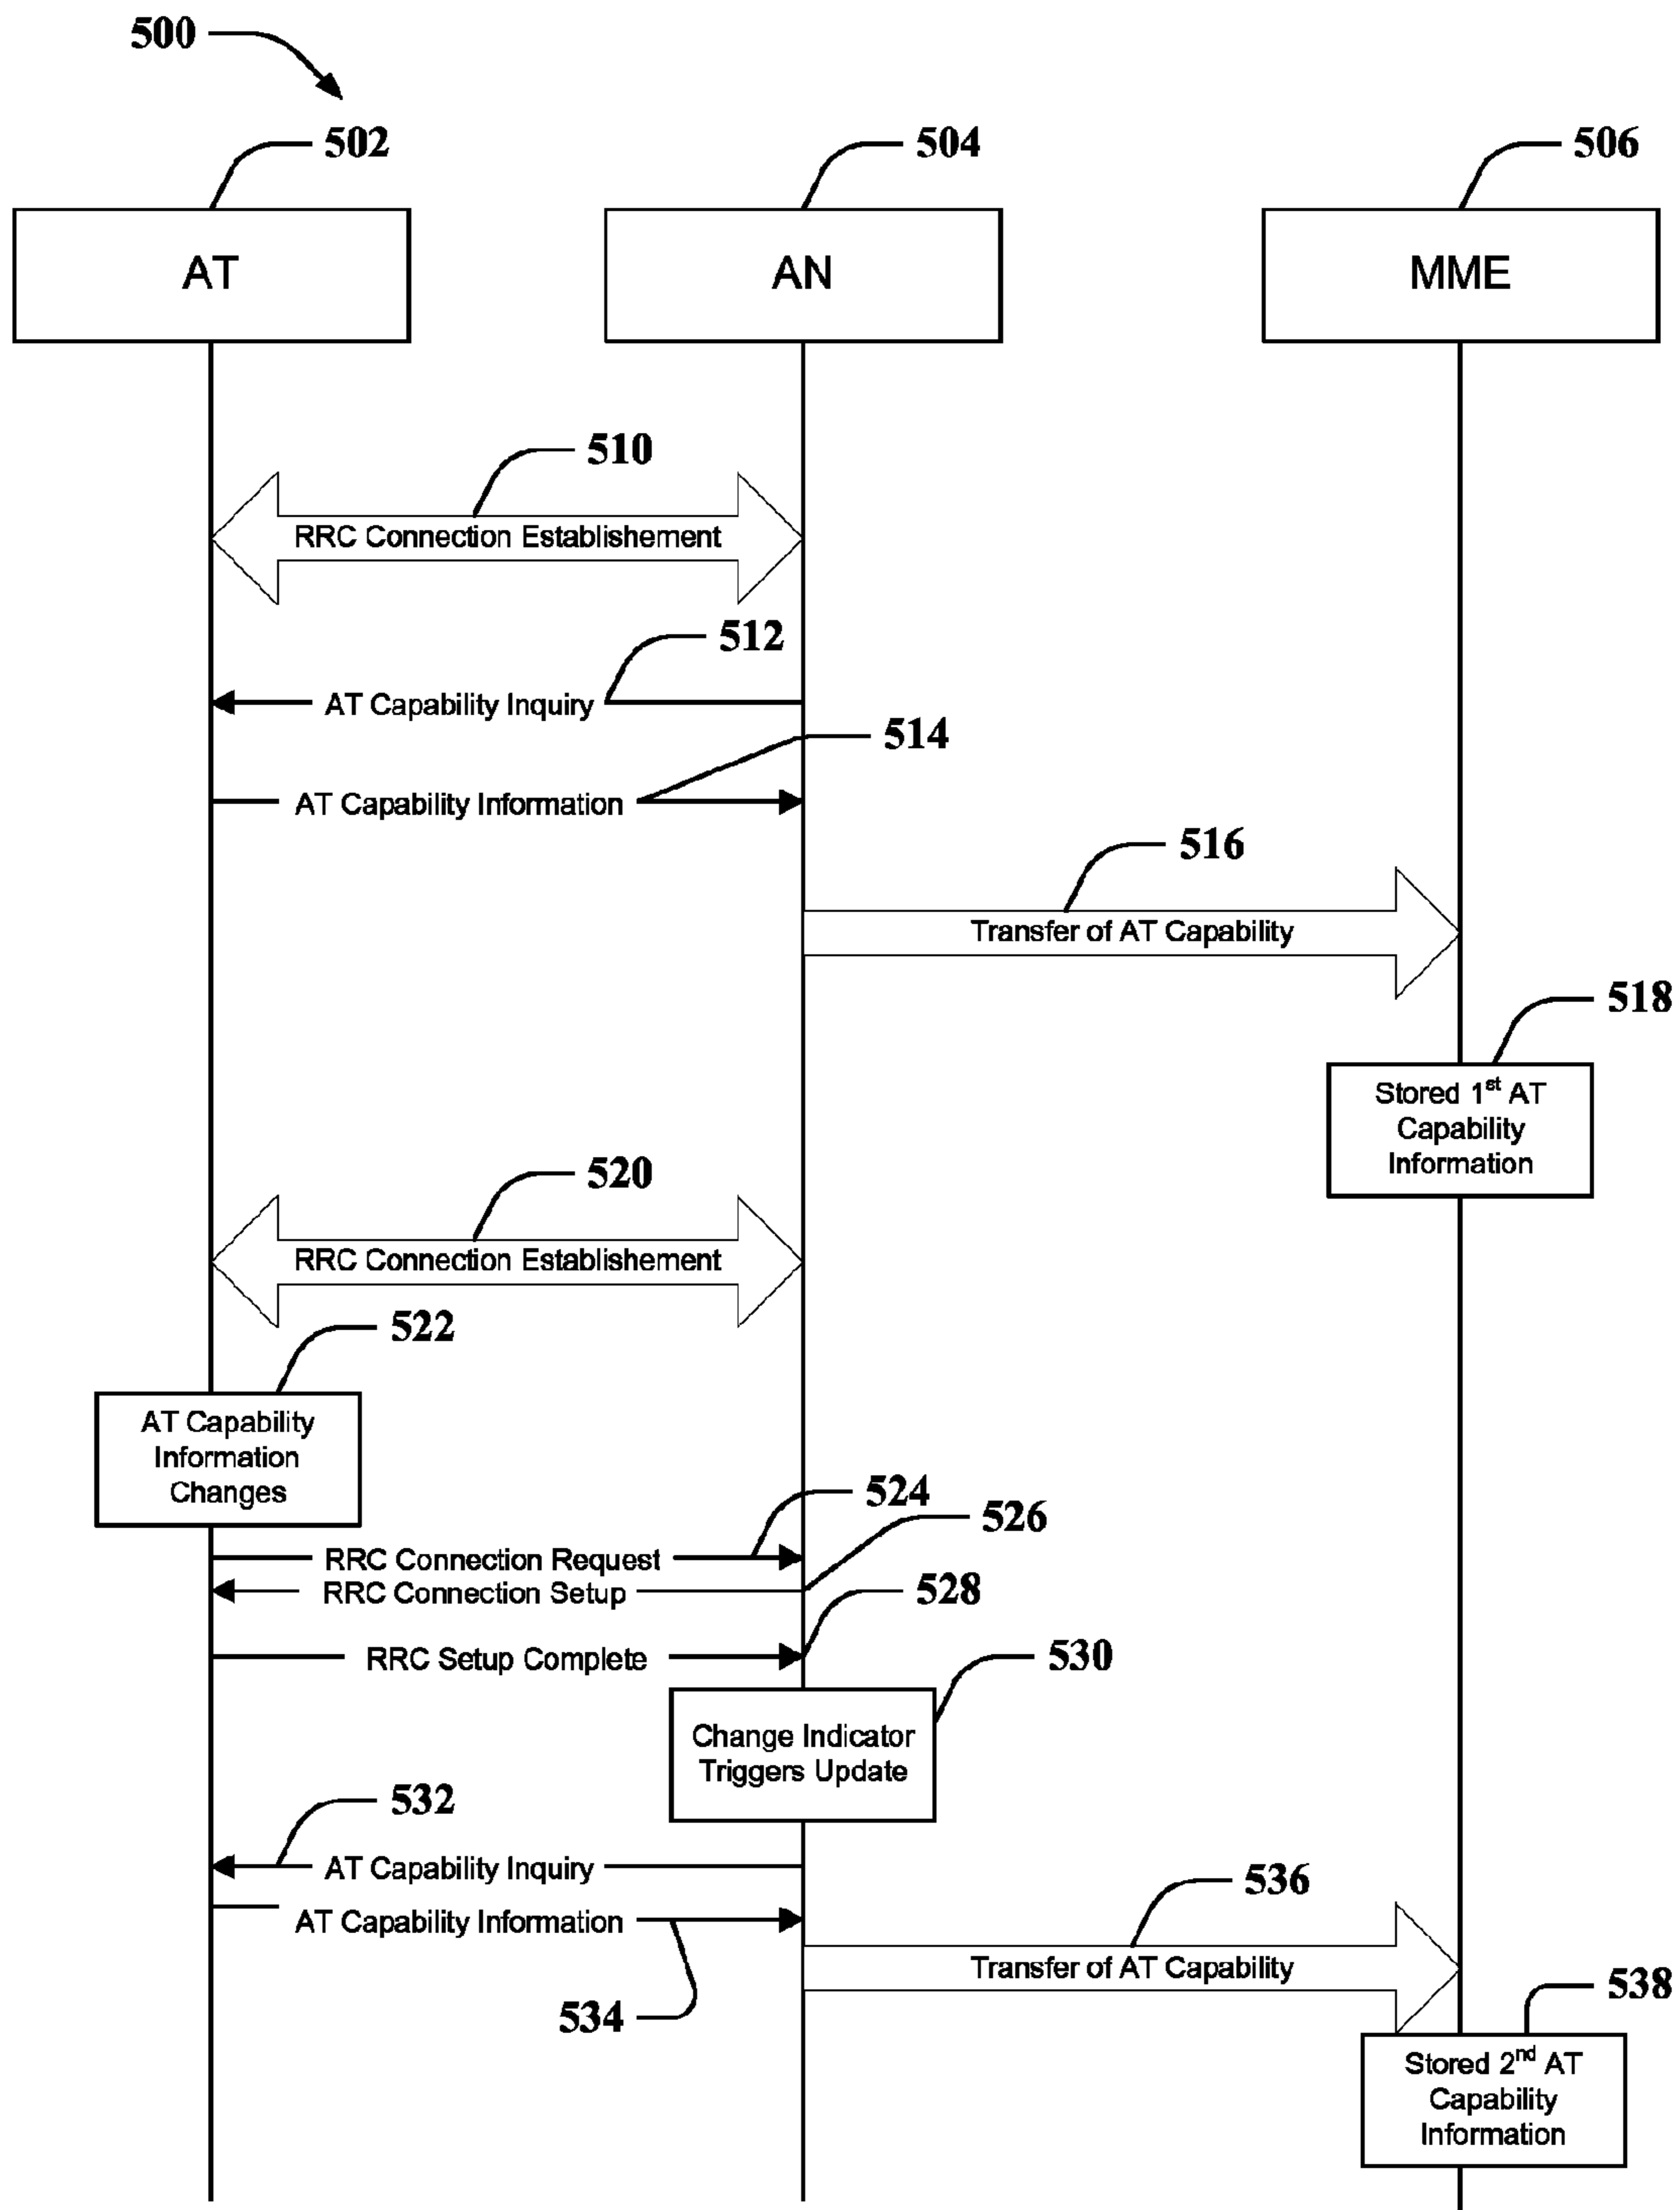 500
502
504
506
AT
AN
MME
510
RRC Connection Establishement
512
AT Capability Inquiry
514
AT Capability Information
516
Transfer of AT Capability
518
Stored 1st AT
Capability
Information
520
RRC Connection Establishement
522
AT Capability
Information
Changes
524
526
RRC Connection Request
RRC Connection Setup
528
RRC Setup Complete
530
Change Indicator
Triggers Update
532
AT Capability Inquiry
536
AT Capability Information
534
Transfer of AT Capability
538
Stored 2nd AT
Capability
Information